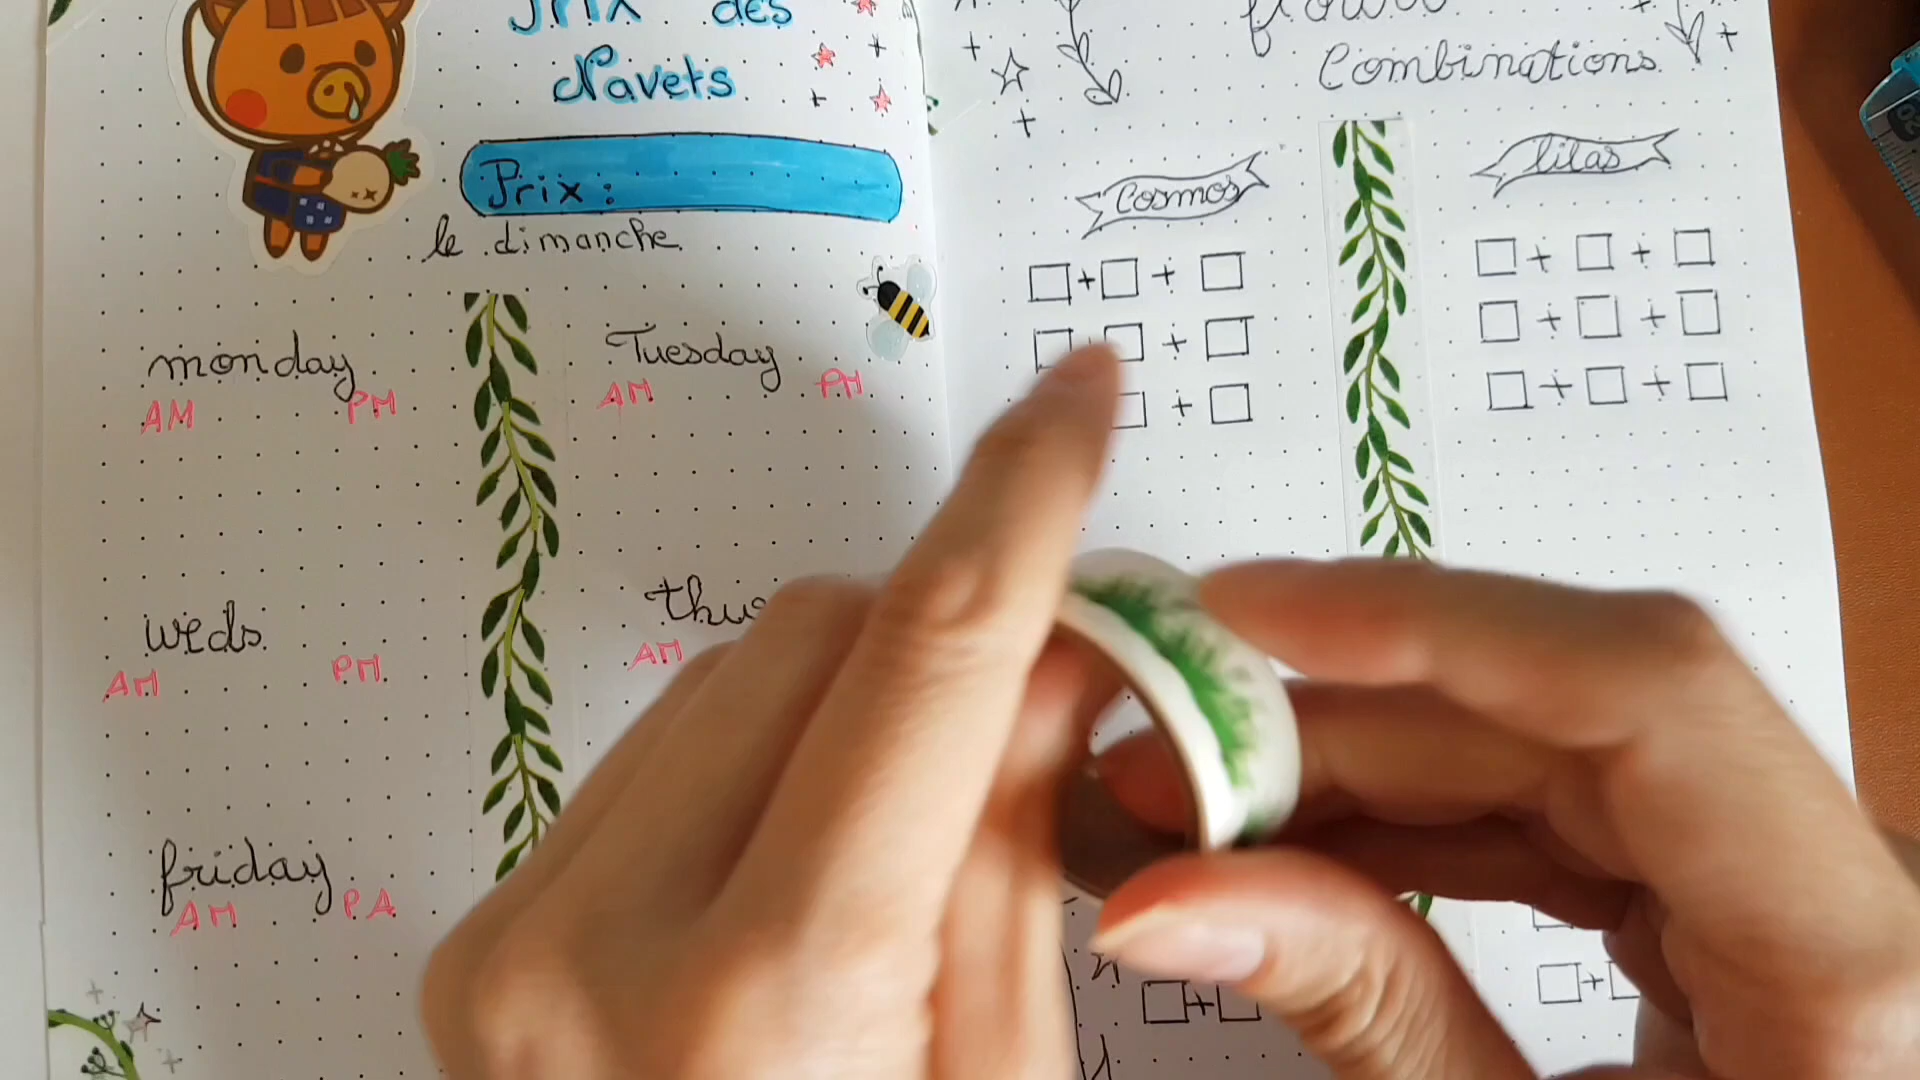 Prix des
Navets
Prix :
le dimanche
monday
AM PM
Tuesday
AM PM
weds
AM PM
AM
friday
AM PA
Combinations
Cosmos
lilas
□+□+□
□+□+□
□+□
□+□+□
□+□+□
□+□+□
□+□
□+